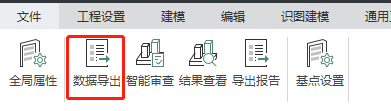 文件 工程设置 建模 编辑 识图建模 通用
全局属性 数据导出 智能审查 结果查看 导出报告 基点设置